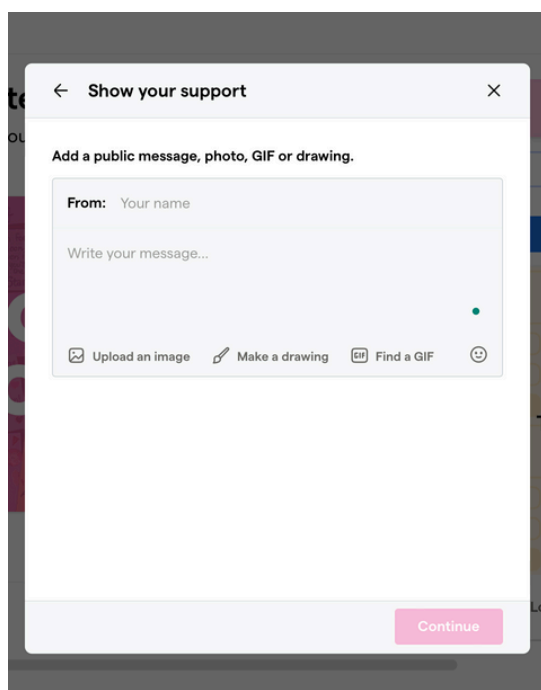 Show your support
Add a public message, photo, GIF or drawing.
From: Your name
Write your message...
Upload an image Make a drawing GIF Find a GIF
Continue